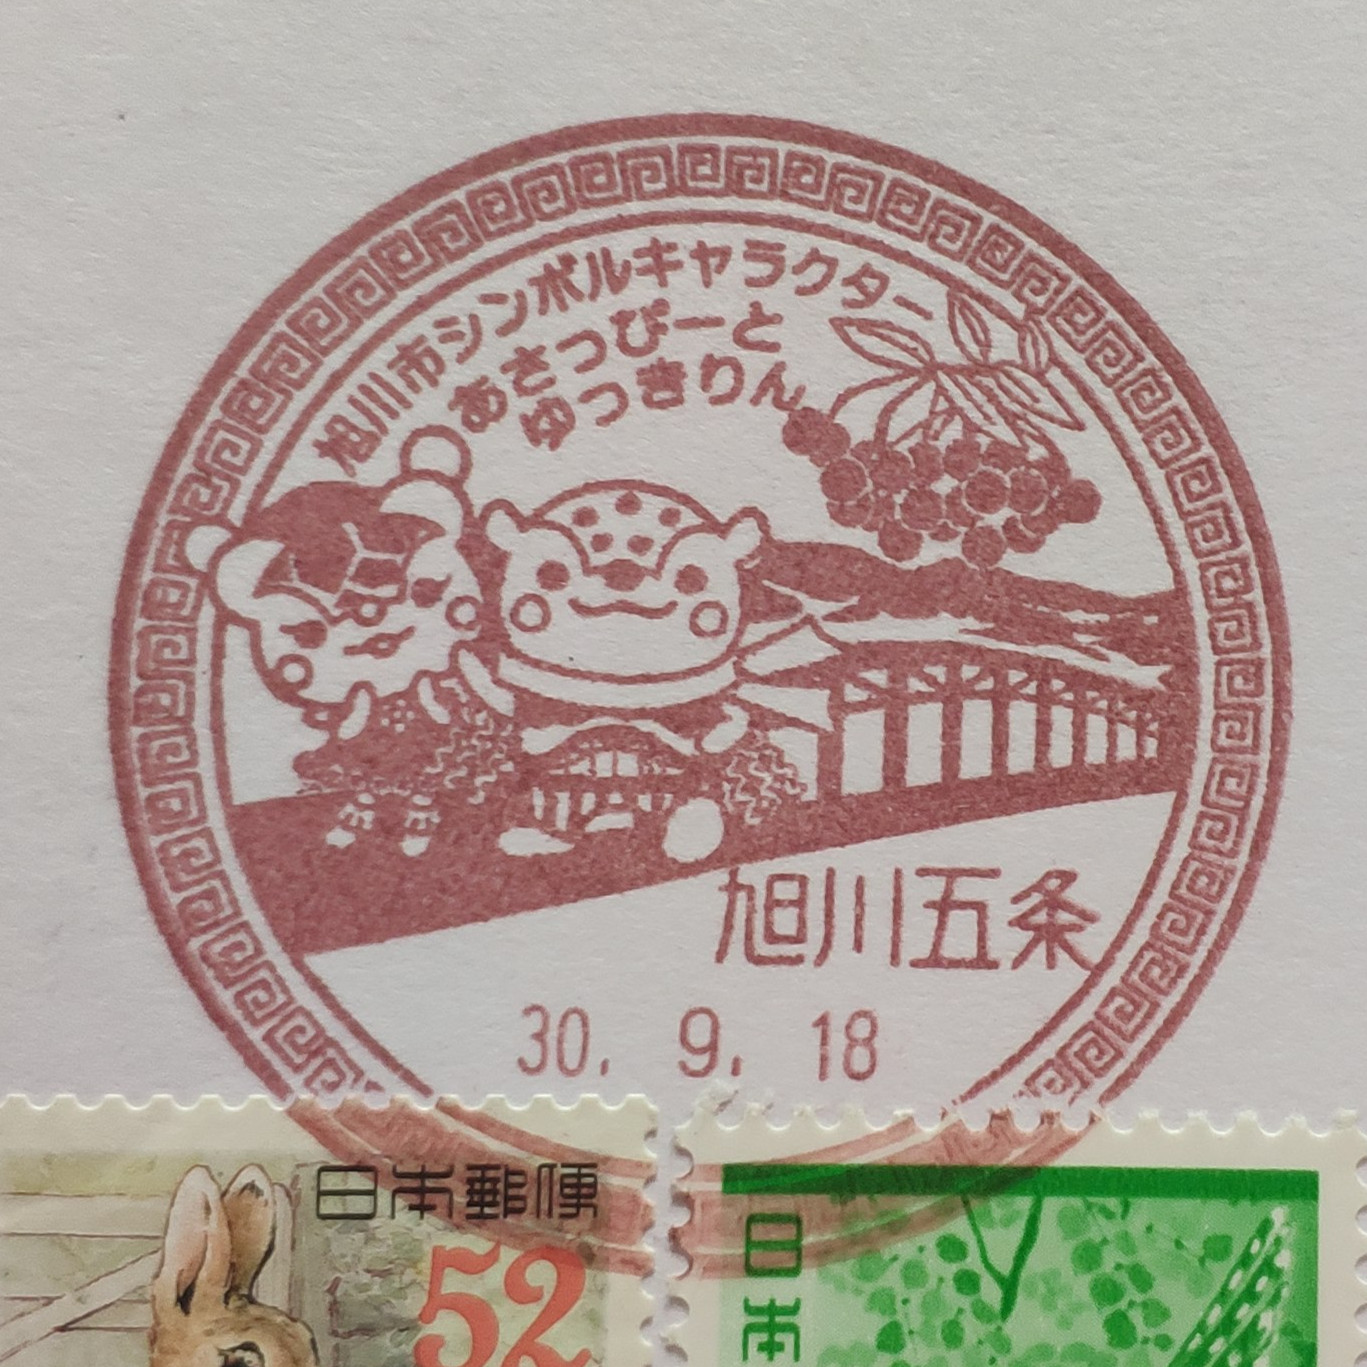 旭川市シンボルキャラクター
あさっぴーと
ゆっきりん
旭川五条
30. 9. 18
日本郵便
52
日本